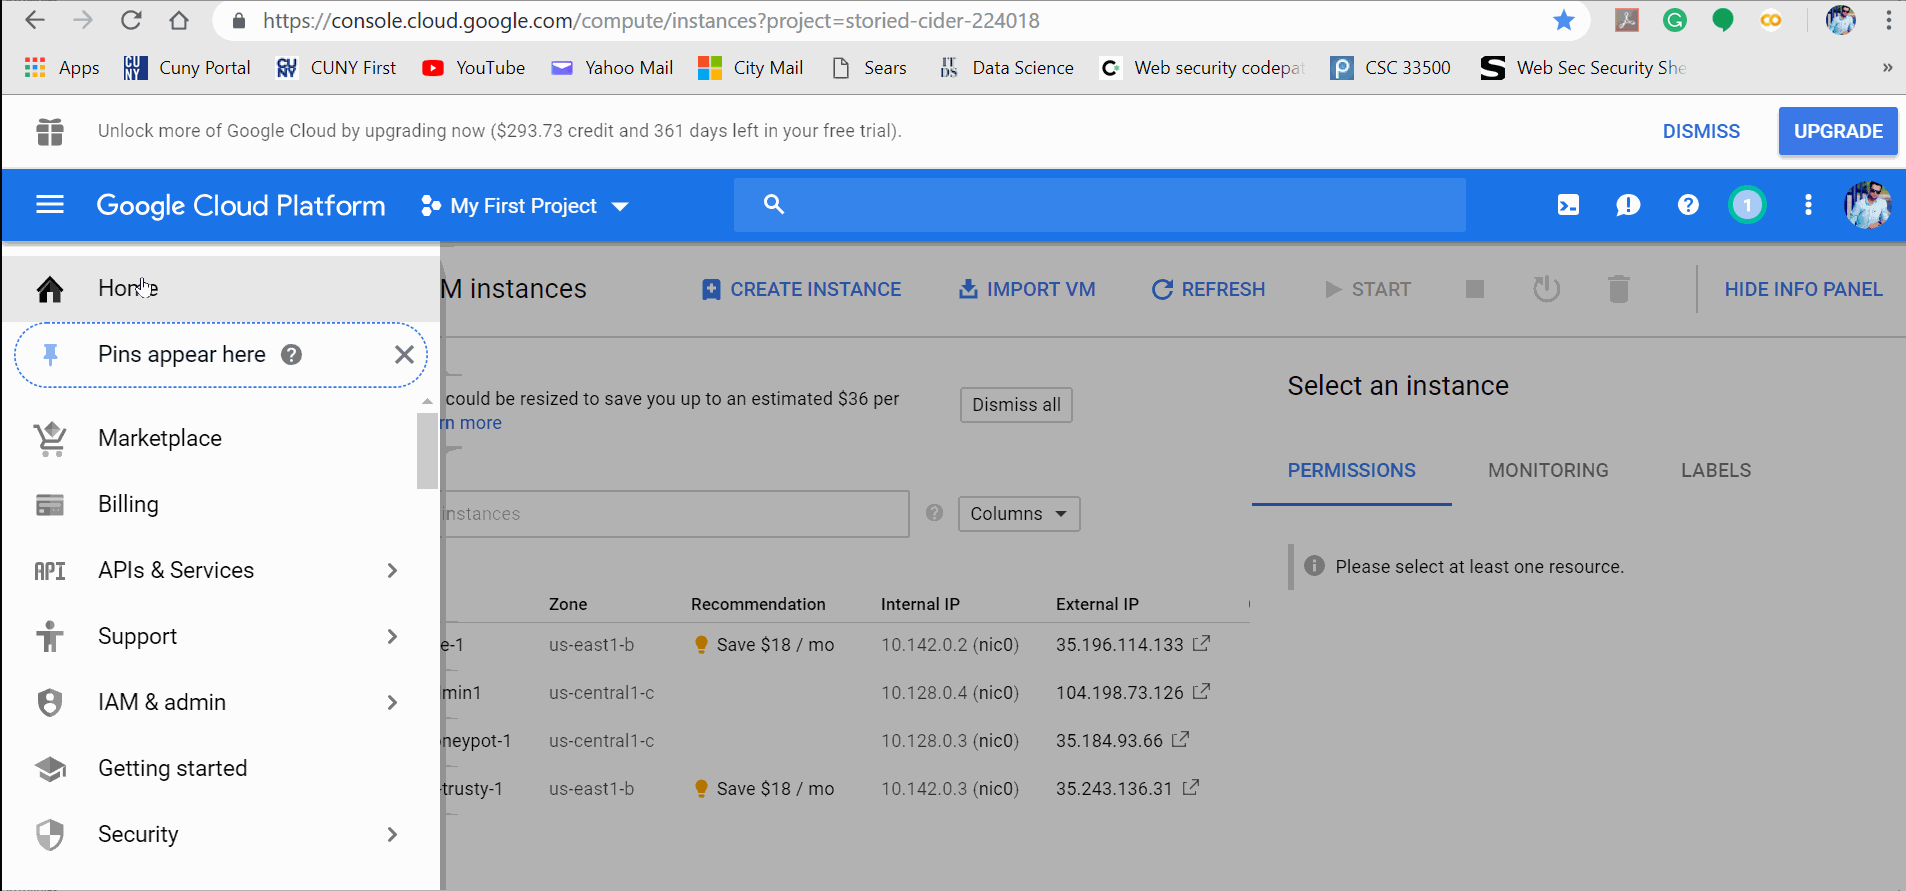 https://console.cloud.google.com/compute/instances?project=storied-cider-224018
Apps CUNY Cuny Portal CUNY CUNY First YouTube Yahoo Mail City Mail Sears IT DS Data Science C Web security codepat CSC 33500 S Web Sec Security She »
Unlock more of Google Cloud by upgrading now ($293.73 credit and 361 days left in your free trial). DISMISS UPGRADE
Google Cloud Platform My First Project 1
Home
M instances CREATE INSTANCE IMPORT VM REFRESH START HIDE INFO PANEL
Pins appear here
could be resized to save you up to an estimated $36 per Dismiss all
rn more
Select an instance
Marketplace
PERMISSIONS MONITORING LABELS
Billing
instances Columns
API APIs & Services
Please select at least one resource.
Zone Recommendation Internal IP External IP
Support
e-1 us-east1-b Save $18 / mo 10.142.0.2 (nic0) 35.196.114.133
IAM & admin
min1 us-central1-c 10.128.0.4 (nic0) 104.198.73.126
neypot-1 us-central1-c 10.128.0.3 (nic0) 35.184.93.66
Getting started
-trusty-1 us-east1-b Save $18 / mo 10.142.0.3 (nic0) 35.243.136.31
Security